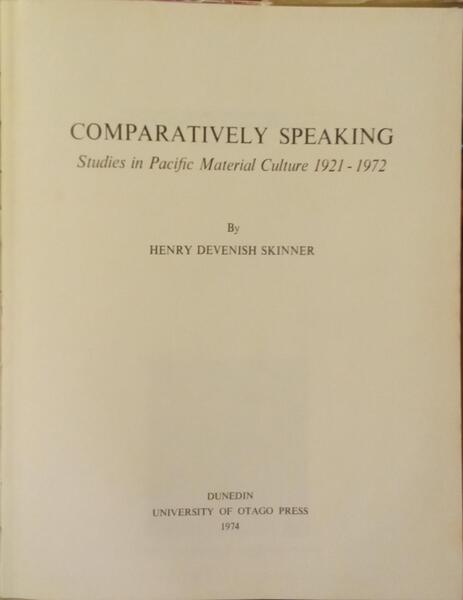 COMPARATIVELY SPEAKING
Studies in Pacific Material Culture 1921 - 1972
By
HENRY DEVENISH SKINNER
DUNEDIN
UNIVERSITY OF OTAGO PRESS
1974